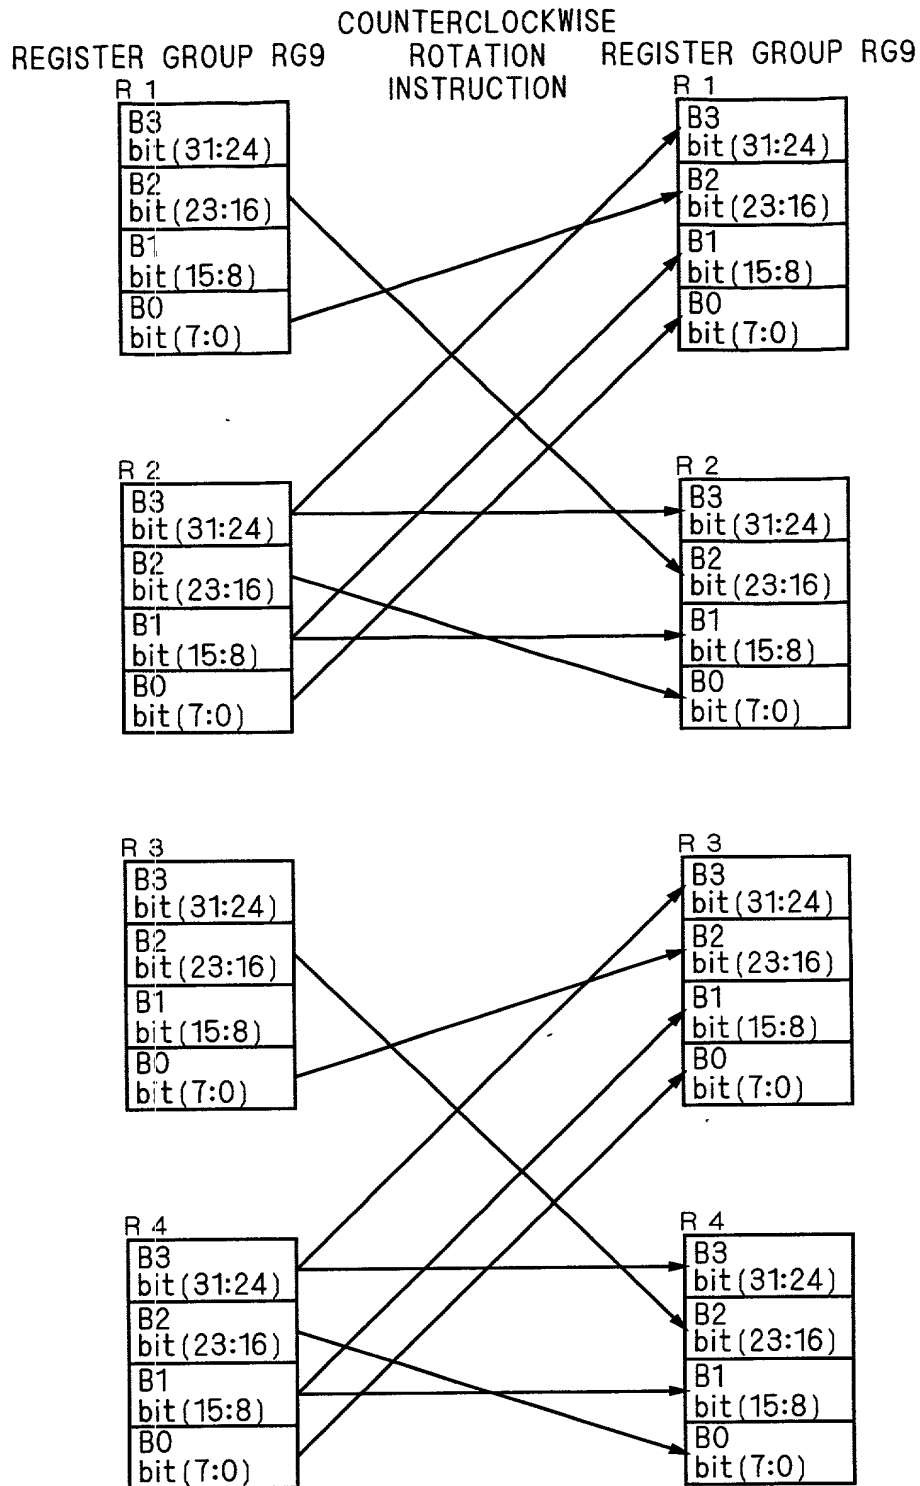 COUNTERCLOCKWISE
REGISTER GROUP RG9 ROTATION REGISTER GROUP RG9
INSTRUCTION
R 1
B3
bit(31:24)
B2
bit(23:16)
B1
bit(15:8)
B0
bit(7:0)
R 1
B3
bit(31:24)
B2
bit(23:16)
B1
bit(15:8)
B0
bit(7:0)
R 2
B3
bit(31:24)
B2
bit(23:16)
B1
bit(15:8)
B0
bit(7:0)
R 2
B3
bit(31:24)
B2
bit(23:16)
B1
bit(15:8)
B0
bit(7:0)
R 3
B3
bit(31:24)
B2
bit(23:16)
B1
bit(15:8)
B0
bit(7:0)
R 3
B3
bit(31:24)
B2
bit(23:16)
B1
bit(15:8)
B0
bit(7:0)
R 4
B3
bit(31:24)
B2
bit(23:16)
B1
bit(15:8)
B0
bit(7:0)
R 4
B3
bit(31:24)
B2
bit(23:16)
B1
bit(15:8)
B0
bit(7:0)